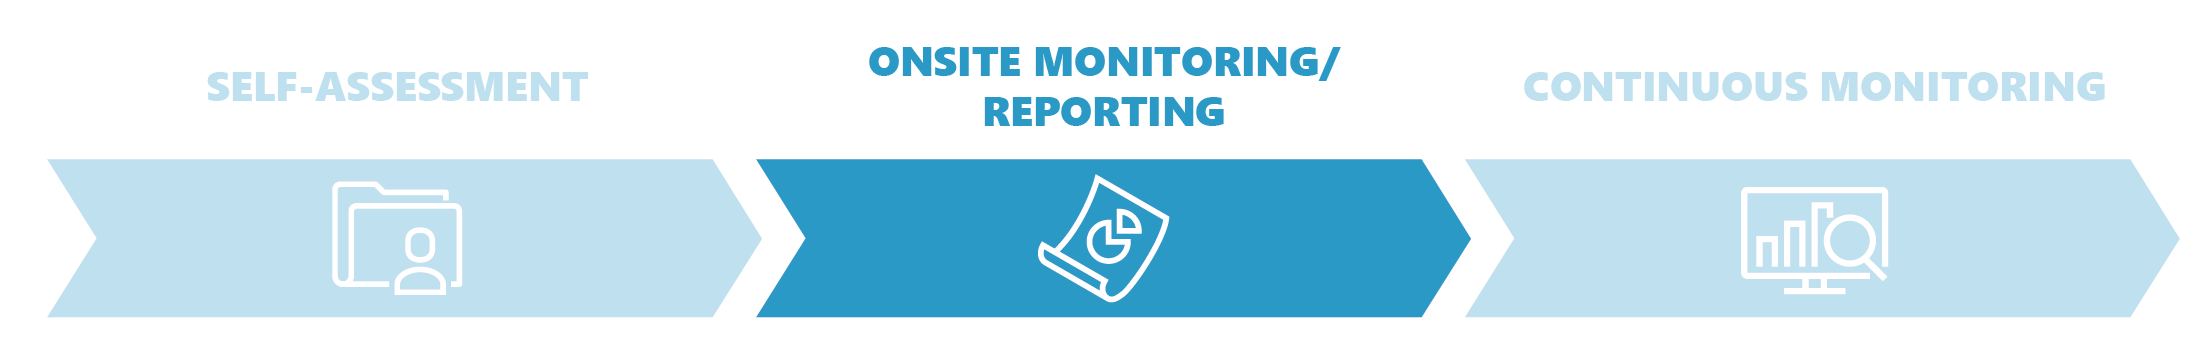 SELF-ASSESSMENT
ONSITE MONITORING/
REPORTING
CONTINUOUS MONITORING